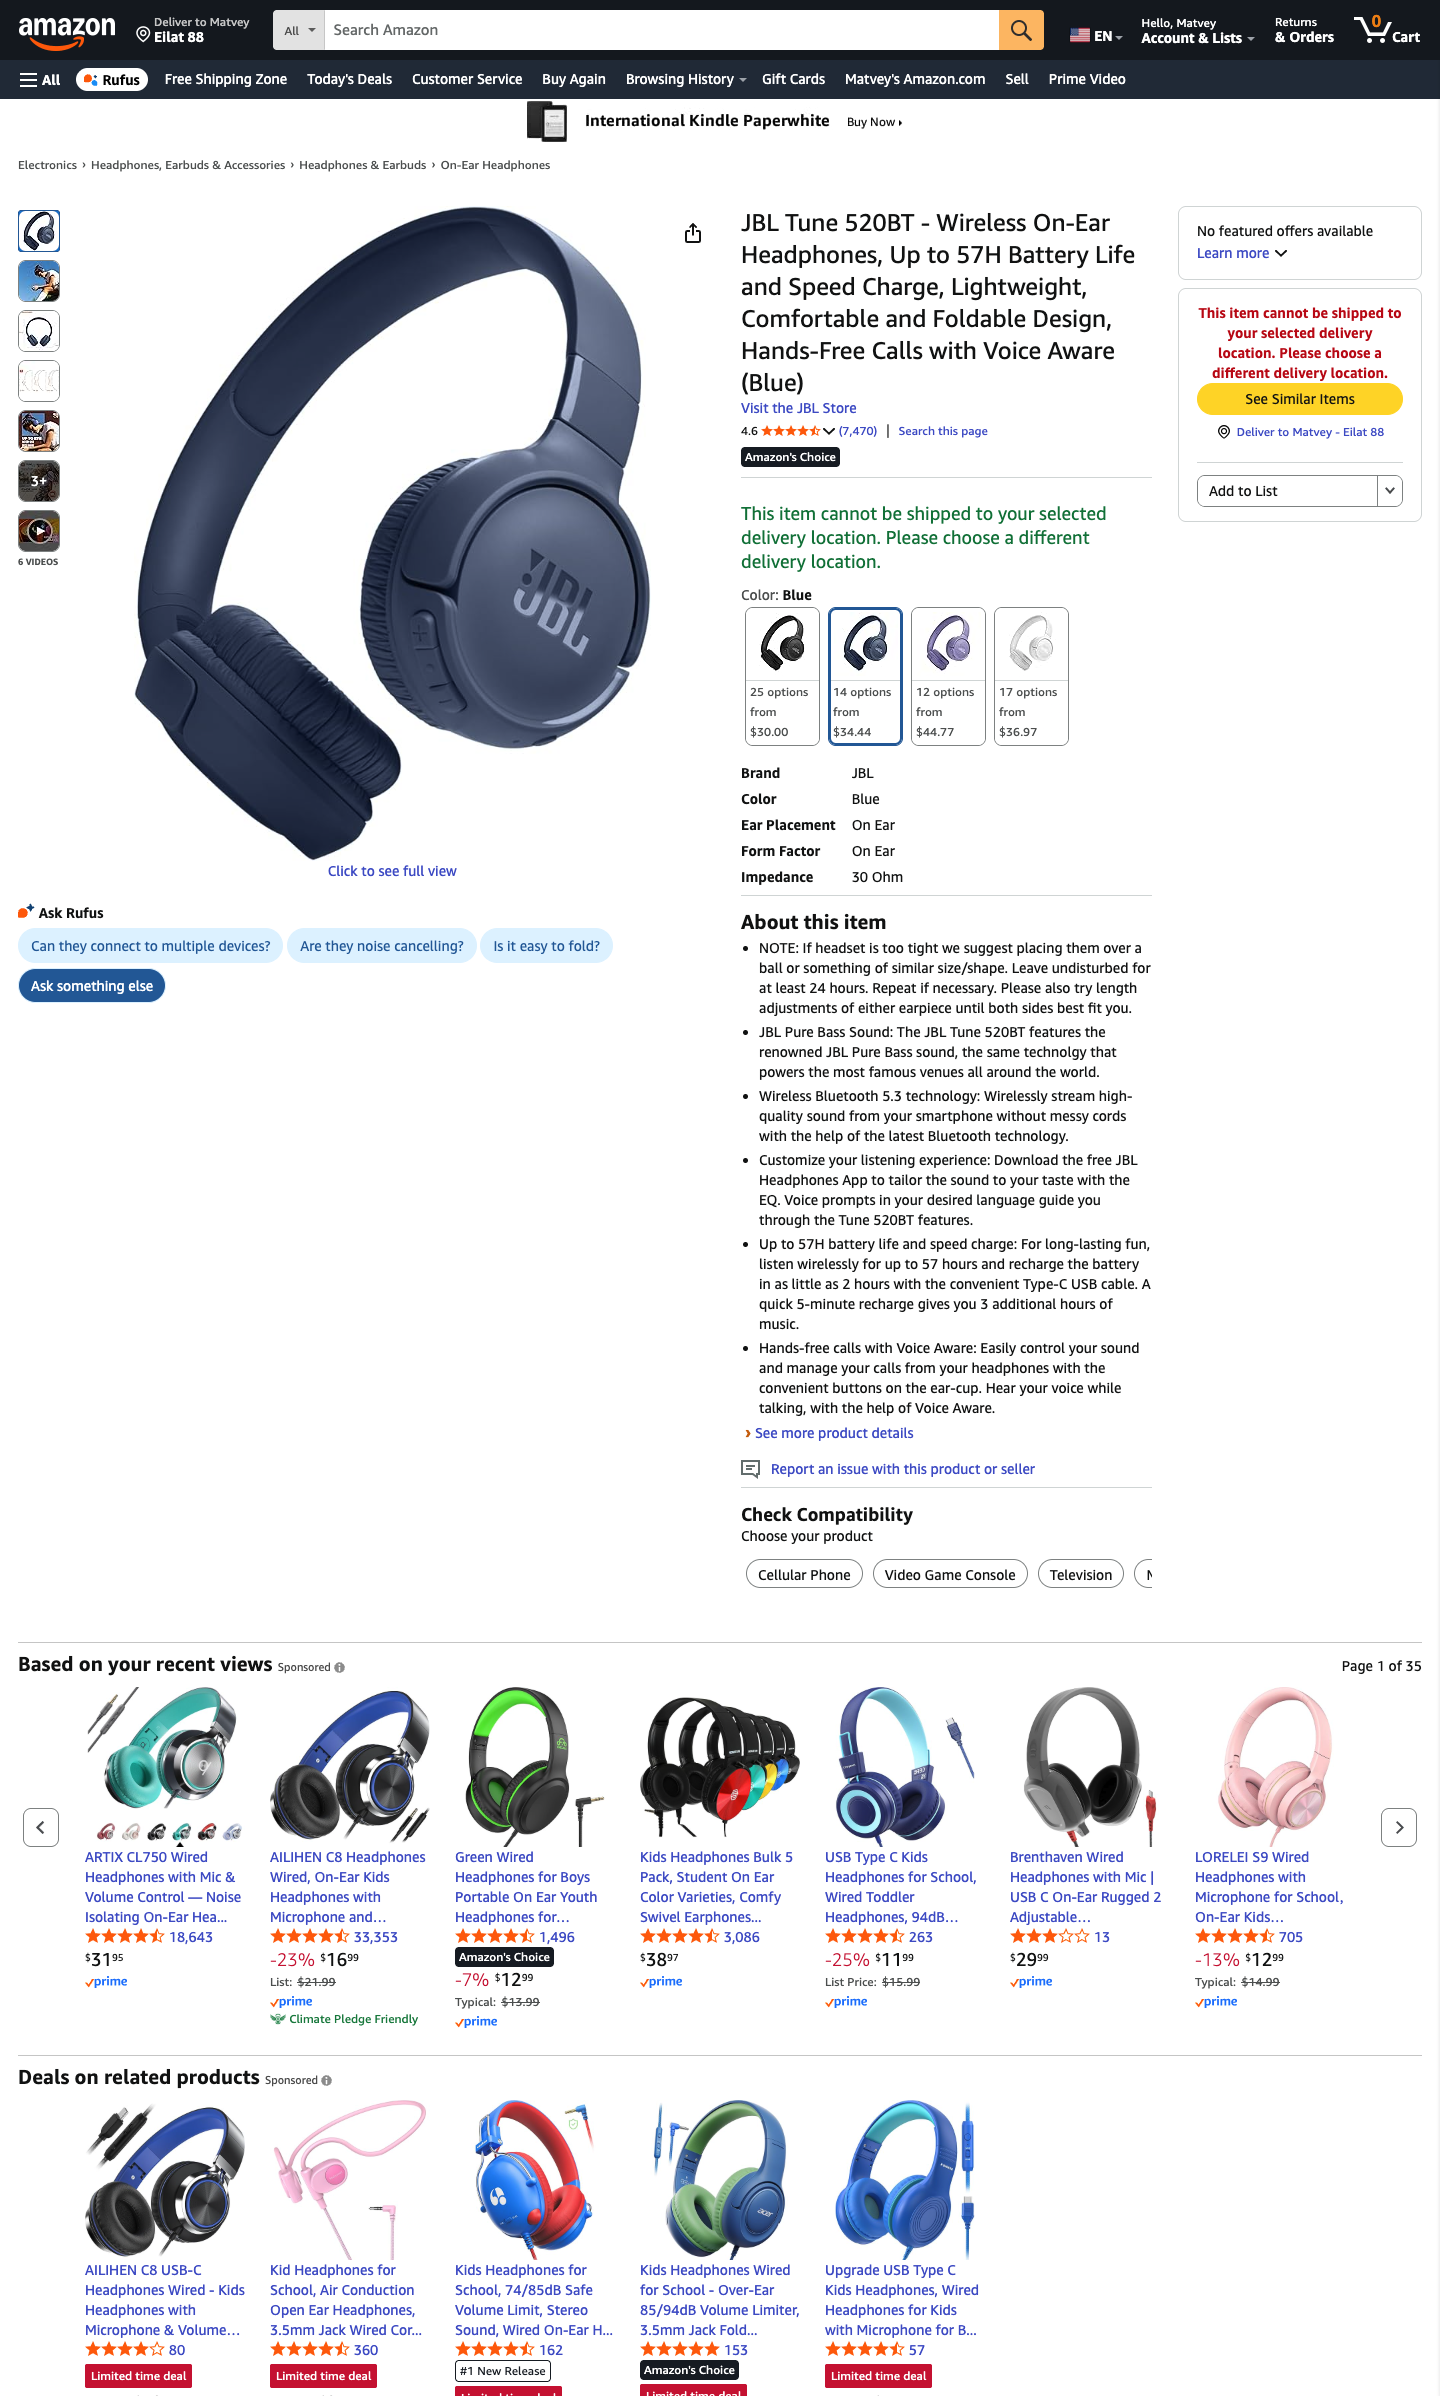 amazon
Deliver to Matvey
Eilat 88
All
Search Amazon
EN
Hello, Matvey
Account & Lists
Returns
& Orders
0
Cart
All
Rufus
Free Shipping Zone
Today's Deals
Customer Service
Buy Again
Browsing History
Gift Cards
Matvey's Amazon.com
Sell
Prime Video
International Kindle Paperwhite
Buy Now
Electronics › Headphones, Earbuds & Accessories › Headphones & Earbuds › On-Ear Headphones
3+
6 VIDEOS
JBL
Click to see full view
Ask Rufus
Can they connect to multiple devices?
Are they noise cancelling?
Is it easy to fold?
Ask something else
JBL Tune 520BT - Wireless On-Ear
Headphones, Up to 57H Battery Life
and Speed Charge, Lightweight,
Comfortable and Foldable Design,
Hands-Free Calls with Voice Aware
(Blue)
Visit the JBL Store
4.6
(7,470)
|
Search this page
Amazon's Choice
This item cannot be shipped to your selected
delivery location. Please choose a different
delivery location.
Color: Blue
25 options
from
$30.00
14 options
from
$34.44
12 options
from
$44.77
17 options
from
$36.97
Brand JBL
Color Blue
Ear Placement On Ear
Form Factor On Ear
Impedance 30 Ohm
About this item
• NOTE: If headset is too tight we suggest placing them over a
ball or something of similar size/shape. Leave undisturbed for
at least 24 hours. Repeat if necessary. Please also try length
adjustments of either earpiece until both sides best fit you.
• JBL Pure Bass Sound: The JBL Tune 520BT features the
renowned JBL Pure Bass sound, the same technolgy that
powers the most famous venues all around the world.
• Wireless Bluetooth 5.3 technology: Wirelessly stream high-
quality sound from your smartphone without messy cords
with the help of the latest Bluetooth technology.
• Customize your listening experience: Download the free JBL
Headphones App to tailor the sound to your taste with the
EQ. Voice prompts in your desired language guide you
through the Tune 520BT features.
• Up to 57H battery life and speed charge: For long-lasting fun,
listen wirelessly for up to 57 hours and recharge the battery
in as little as 2 hours with the convenient Type-C USB cable. A
quick 5-minute recharge gives you 3 additional hours of
music.
• Hands-free calls with Voice Aware: Easily control your sound
and manage your calls from your headphones with the
convenient buttons on the ear-cup. Hear your voice while
talking, with the help of Voice Aware.
› See more product details
Report an issue with this product or seller
Check Compatibility
Choose your product
Cellular Phone
Video Game Console
Television
No featured offers available
Learn more
This item cannot be shipped to
your selected delivery
location. Please choose a
different delivery location.
See Similar Items
Deliver to Matvey - Eilat 88
Add to List
Based on your recent views Sponsored
Page 1 of 35
ARTIX CL750 Wired
Headphones with Mic &
Volume Control — Noise
Isolating On-Ear Hea...
18,643
$31.95
prime
AILIHEN C8 Headphones
Wired, On-Ear Kids
Headphones with
Microphone and...
33,353
-23% $16.99
List: $21.99
prime
Climate Pledge Friendly
Green Wired
Headphones for Boys
Portable On Ear Youth
Headphones for...
1,496
Amazon's Choice
-7% $12.99
Typical: $13.99
prime
Kids Headphones Bulk 5
Pack, Student On Ear
Color Varieties, Comfy
Swivel Earphones...
3,086
$38.97
prime
USB Type C Kids
Headphones for School,
Wired Toddler
Headphones, 94dB...
263
-25% $11.99
List Price: $15.99
prime
Brenthaven Wired
Headphones with Mic |
USB C On-Ear Rugged 2
Adjustable...
13
$29.99
prime
LORELEI S9 Wired
Headphones with
Microphone for School,
On-Ear Kids...
705
-13% $12.99
Typical: $14.99
prime
Deals on related products Sponsored
AILIHEN C8 USB-C
Headphones Wired - Kids
Headphones with
Microphone & Volume...
80
Limited time deal
Kid Headphones for
School, Air Conduction
Open Ear Headphones,
3.5mm Jack Wired Cor...
360
Limited time deal
Kids Headphones for
School, 74/85dB Safe
Volume Limit, Stereo
Sound, Wired On-Ear H...
162
#1 New Release
Limited time deal
acer
Kids Headphones Wired
for School - Over-Ear
85/94dB Volume Limiter,
3.5mm Jack Fold...
153
Amazon's Choice
Limited time deal
Upgrade USB Type C
Kids Headphones, Wired
Headphones for Kids
with Microphone for B...
57
Limited time deal